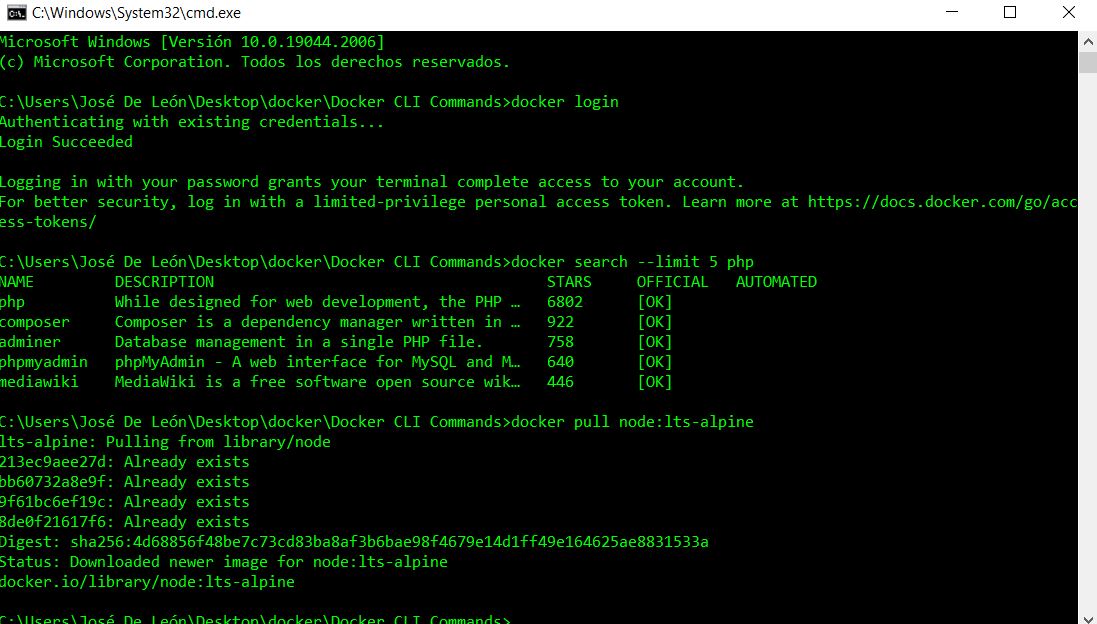 C:\Windows\System32\cmd.exe
Microsoft Windows [Versión 10.0.19044.2006]
(c) Microsoft Corporation. Todos los derechos reservados.
C:\Users\José De León\Desktop\docker\Docker CLI Commands>docker login
Authenticating with existing credentials...
Login Succeeded
Logging in with your password grants your terminal complete access to your account.
For better security, log in with a limited-privilege personal access token. Learn more at https://docs.docker.com/go/acc
ess-tokens/
C:\Users\José De León\Desktop\docker\Docker CLI Commands>docker search --limit 5 php
NAME DESCRIPTION STARS OFFICIAL AUTOMATED
php While designed for web development, the PHP … 6802 [OK]
composer Composer is a dependency manager written in … 922 [OK]
adminer Database management in a single PHP file. 758 [OK]
phpmyadmin phpMyAdmin - A web interface for MySQL and M… 640 [OK]
mediawiki MediaWiki is a free software open source wik… 446 [OK]
C:\Users\José De León\Desktop\docker\Docker CLI Commands>docker pull node:lts-alpine
lts-alpine: Pulling from library/node
213ec9aee27d: Already exists
bb60732a8e9f: Already exists
9f61bc6ef19c: Already exists
8de0f21617f6: Already exists
Digest: sha256:4d68856f48be7c73cd83ba8af3b6bae98f4679e14d1ff49e164625ae8831533a
Status: Downloaded newer image for node:lts-alpine
docker.io/library/node:lts-alpine
C:\Users\José De León\Desktop\docker\Docker CLI Commands>